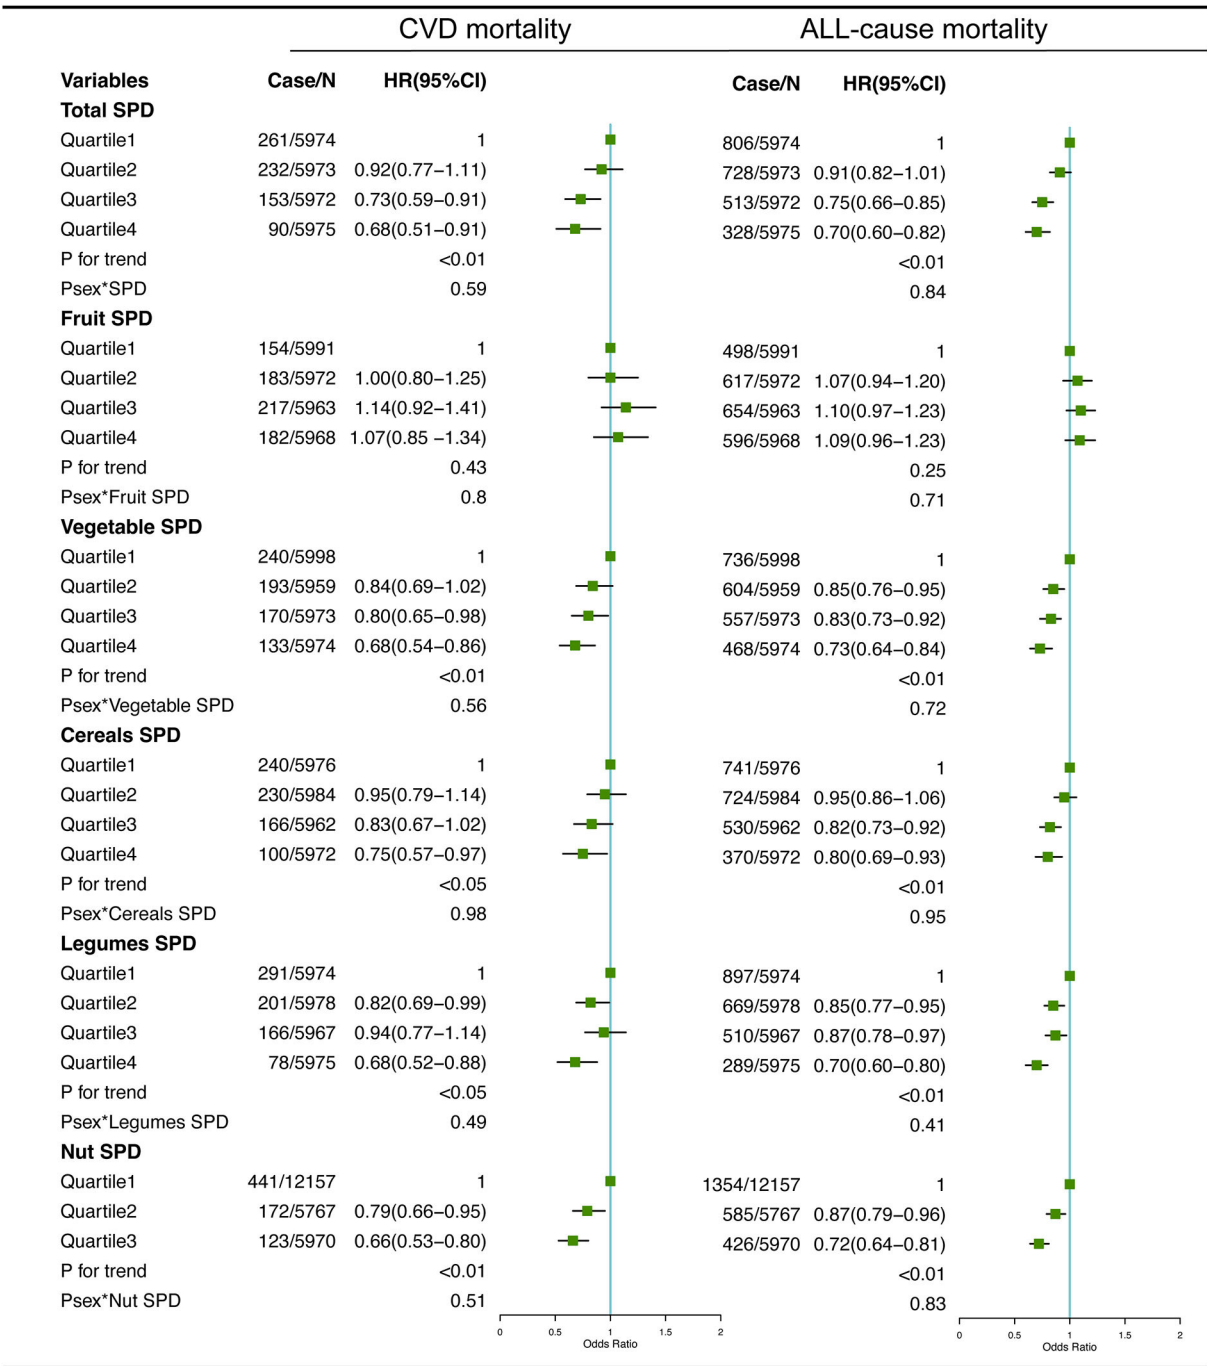 CVD mortality ALL-cause mortality
Variables Case/N HR(95%CI) Case/N HR(95%CI)
Total SPD
Quartile1 261/5974 1 806/5974 1
Quartile2 232/5973 0.92(0.77–1.11) 728/5973 0.91(0.82–1.01)
Quartile3 153/5972 0.73(0.59–0.91) 513/5972 0.75(0.66–0.85)
Quartile4 90/5975 0.68(0.51–0.91) 328/5975 0.70(0.60–0.82)
P for trend <0.01 <0.01
Psex*SPD 0.59 0.84
Fruit SPD
Quartile1 154/5991 1 498/5991 1
Quartile2 183/5972 1.00(0.80–1.25) 617/5972 1.07(0.94–1.20)
Quartile3 217/5963 1.14(0.92–1.41) 654/5963 1.10(0.97–1.23)
Quartile4 182/5968 1.07(0.85 –1.34) 596/5968 1.09(0.96–1.23)
P for trend 0.43 0.25
Psex*Fruit SPD 0.8 0.71
Vegetable SPD
Quartile1 240/5998 1 736/5998 1
Quartile2 193/5959 0.84(0.69–1.02) 604/5959 0.85(0.76–0.95)
Quartile3 170/5973 0.80(0.65–0.98) 557/5973 0.83(0.73–0.92)
Quartile4 133/5974 0.68(0.54–0.86) 468/5974 0.73(0.64–0.84)
P for trend <0.01 <0.01
Psex*Vegetable SPD 0.56 0.72
Cereals SPD
Quartile1 240/5976 1 741/5976 1
Quartile2 230/5984 0.95(0.79–1.14) 724/5984 0.95(0.86–1.06)
Quartile3 166/5962 0.83(0.67–1.02) 530/5962 0.82(0.73–0.92)
Quartile4 100/5972 0.75(0.57–0.97) 370/5972 0.80(0.69–0.93)
P for trend <0.05 <0.01
Psex*Cereals SPD 0.98 0.95
Legumes SPD
Quartile1 291/5974 1 897/5974 1
Quartile2 201/5978 0.82(0.69–0.99) 669/5978 0.85(0.77–0.95)
Quartile3 166/5967 0.94(0.77–1.14) 510/5967 0.87(0.78–0.97)
Quartile4 78/5975 0.68(0.52–0.88) 289/5975 0.70(0.60–0.80)
P for trend <0.05 <0.01
Psex*Legumes SPD 0.49 0.41
Nut SPD
Quartile1 441/12157 1 1354/12157 1
Quartile2 172/5767 0.79(0.66–0.95) 585/5767 0.87(0.79–0.96)
Quartile3 123/5970 0.66(0.53–0.80) 426/5970 0.72(0.64–0.81)
P for trend <0.01 <0.01
Psex*Nut SPD 0.51 0.83
0 0.5 1 1.5 2 0 0.5 1 1.5 2
Odds Ratio Odds Ratio